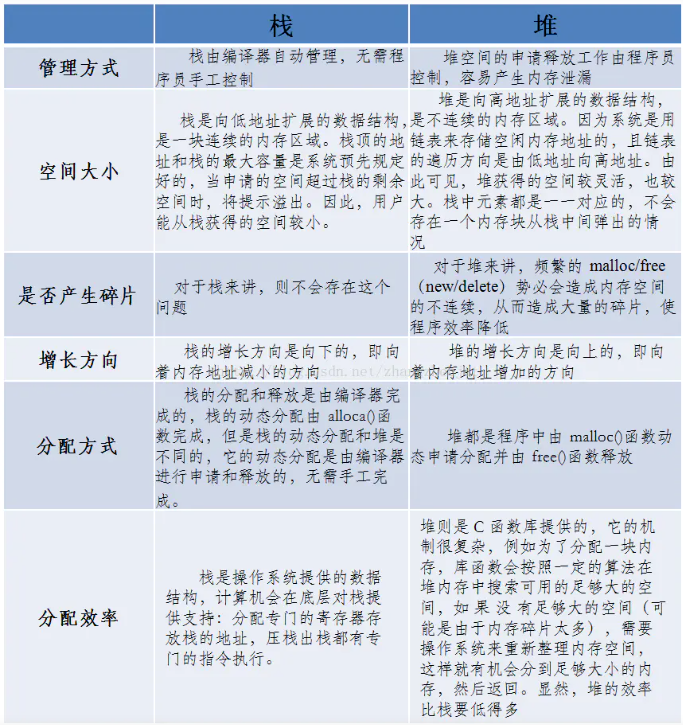 栈
堆
管理方式
栈由编译器自动管理，无需程
序员手工控制
堆空间的申请释放工作由程序员
控制，容易产生内存泄漏
空间大小
栈是向低地址扩展的数据结构，
是一块连续的内存区域。栈顶的地
址和栈的最大容量是系统预先规定
好的，当申请的空间超过栈的剩余
空间时，将提示溢出。因此，用户
能从栈获得的空间较小。
堆是向高地址扩展的数据结构，
是不连续的内存区域。因为系统是用
链表来存储空闲内存地址的，且链表
的遍历方向是由低地址向高地址。由
此可见，堆获得的空间较灵活，也较
大。栈中元素都是一一对应的，不会
存在一个内存块从栈中间弹出的情
况
是否产生碎片
对于栈来讲，则不会存在这个
问题
对于堆来讲，频繁的 malloc/free
（new/delete）势必会造成内存空间
的不连续，从而造成大量的碎片，使
程序效率降低
增长方向
栈的增长方向是向下的，即向
着内存地址减小的方向
堆的增长方向是向上的，即向
着内存地址增加的方向
分配方式
栈的分配和释放是由编译器完
成的，栈的动态分配由 alloca()函
数完成，但是栈的动态分配和堆是
不同的，它的动态分配是由编译器
进行申请和释放的，无需手工完
成。
堆都是程序中由 malloc()函数动
态申请分配并由 free()函数释放
分配效率
栈是操作系统提供的数据
结构，计算机会在底层对栈
提供支持：分配专门的寄存器存
放栈的地址，压栈出栈都有专
门的指令执行。
堆则是 C 函数库提供的，它的机
制很复杂，例如为了分配一块内
存，库函数会按照一定的算法在
堆内存中搜索可用的足够大的空
间，如果没有足够大的空间（可
能是由于内存碎片太多），需要
操作系统来重新整理内存空间，
这样就有机会分到足够大小的内
存，然后返回。显然，堆的效率
比栈要低得多